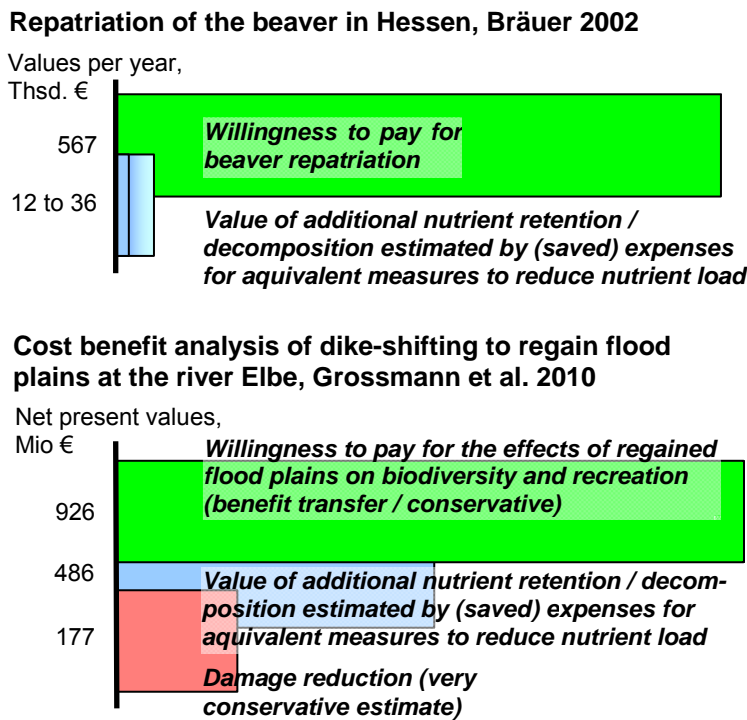 Repatriation of the beaver in Hessen, Bräuer 2002
Values per year,
Thsd. €
567
Willingness to pay for
beaver repatriation
12 to 36
Value of additional nutrient retention /
decomposition estimated by (saved) expenses
for aquivalent measures to reduce nutrient load
Cost benefit analysis of dike-shifting to regain flood
plains at the river Elbe, Grossmann et al. 2010
Net present values,
Mio €
Willingness to pay for the effects of regained
flood plains on biodiversity and recreation
(benefit transfer / conservative)
926
486
Value of additional nutrient retention / decom-
position estimated by (saved) expenses for
aquivalent measures to reduce nutrient load
177
Damage reduction (very
conservative estimate)